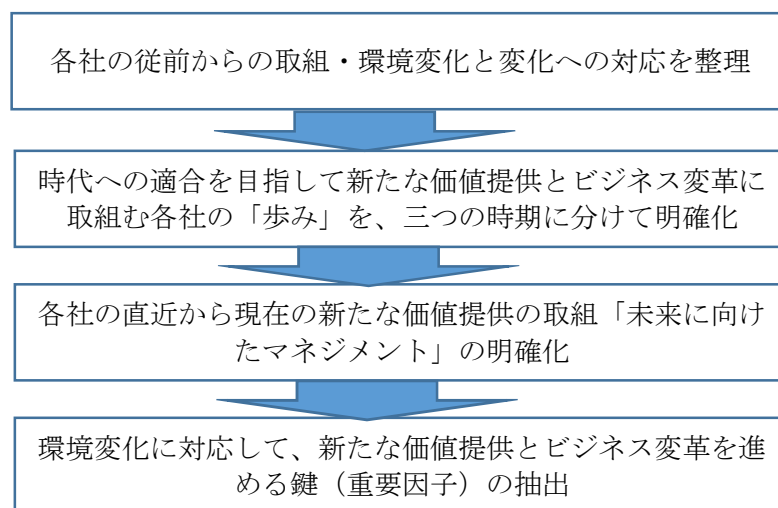 各社の従前からの取組・環境変化と変化への対応を整理
時代への適合を目指して新たな価値提供とビジネス変革に
取組む各社の「歩み」を、三つの時期に分けて明確化
各社の直近から現在の新たな価値提供の取組「未来に向け
たマネジメント」の明確化
環境変化に対応して、新たな価値提供とビジネス変革を進
める鍵（重要因子）の抽出